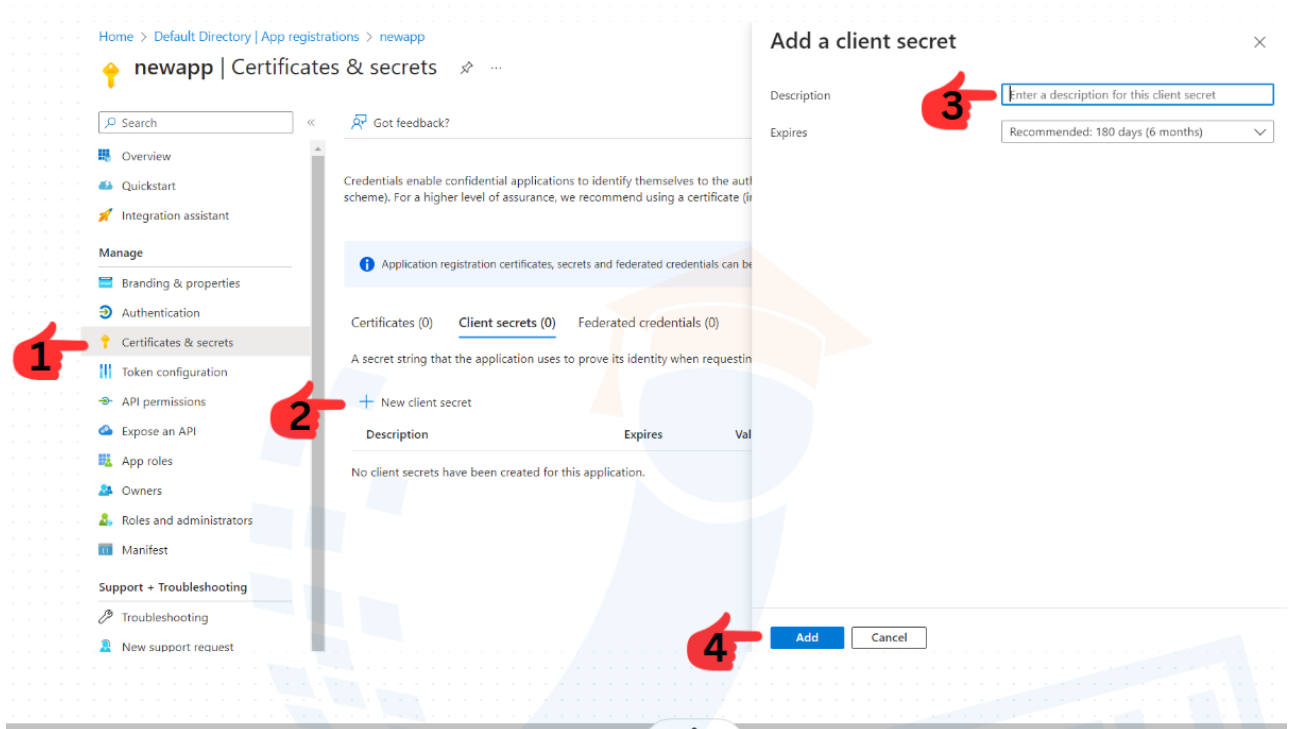 Home > Default Directory | App registrations > newapp
newapp | Certificates & secrets
Search
Overview
Quickstart
Integration assistant
Manage
Branding & properties
Authentication
1
Certificates & secrets
Token configuration
API permissions
Expose an API
App roles
Owners
Roles and administrators
Manifest
Support + Troubleshooting
Troubleshooting
New support request
Got feedback?
Credentials enable confidential applications to identify themselves to the
scheme). For a higher level of assurance, we recommend using a certificate
Application registration certificates, secrets and federated credentials can be
Certificates (0) Client secrets (0) Federated credentials (0)
A secret string that the application uses to prove its identity when
2
New client secret
Description Expires
No client secrets have been created for this application.
Add a client secret
Description
3
Enter a description for this client secret
Expires
Recommended: 180 days (6 months)
4
Add Cancel